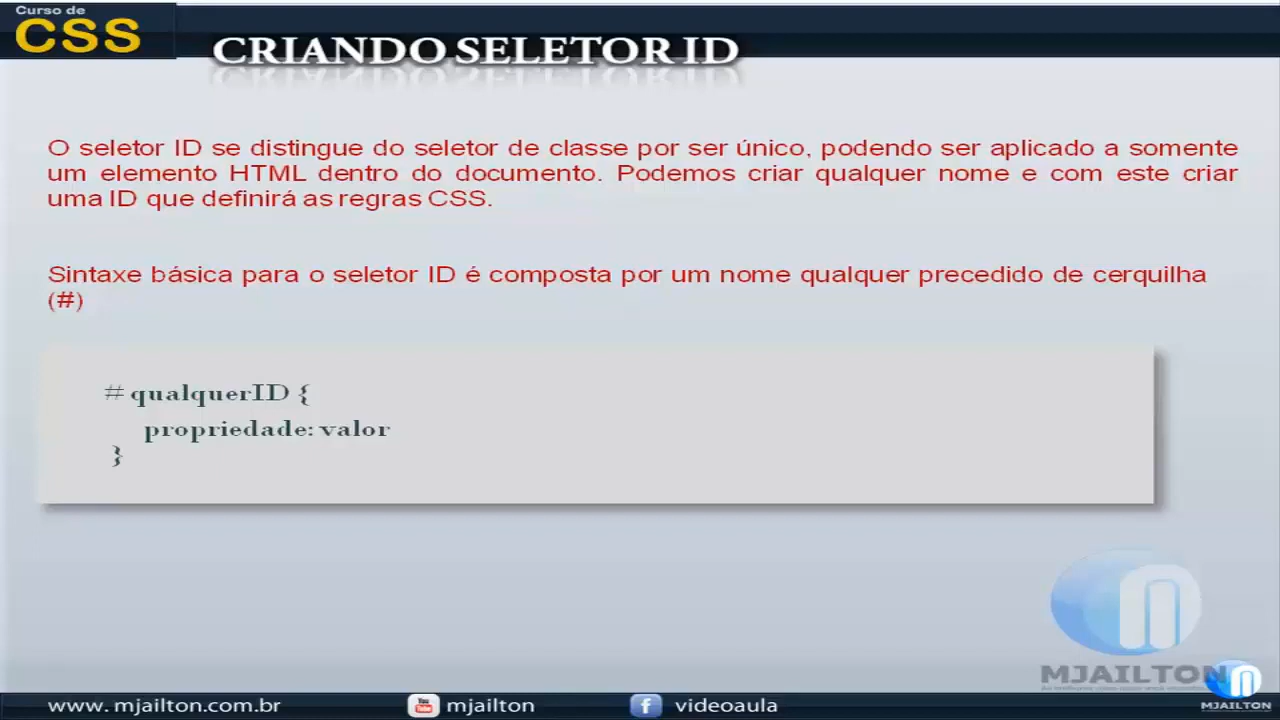 Curso de
CSS
CRIANDO SELETOR ID
O seletor ID se distingue do seletor de classe por ser único, podendo ser aplicado a somente
um elemento HTML dentro do documento. Podemos criar qualquer nome e com este criar
uma ID que definirá as regras CSS.
Sintaxe básica para o seletor ID é composta por um nome qualquer precedido de cerquilha
(#)
# qualquerID {
propriedade: valor
}
MJAILTON
www. mjailton.com.br
You Tube
mjailton
f
videoaula
MJAILTON